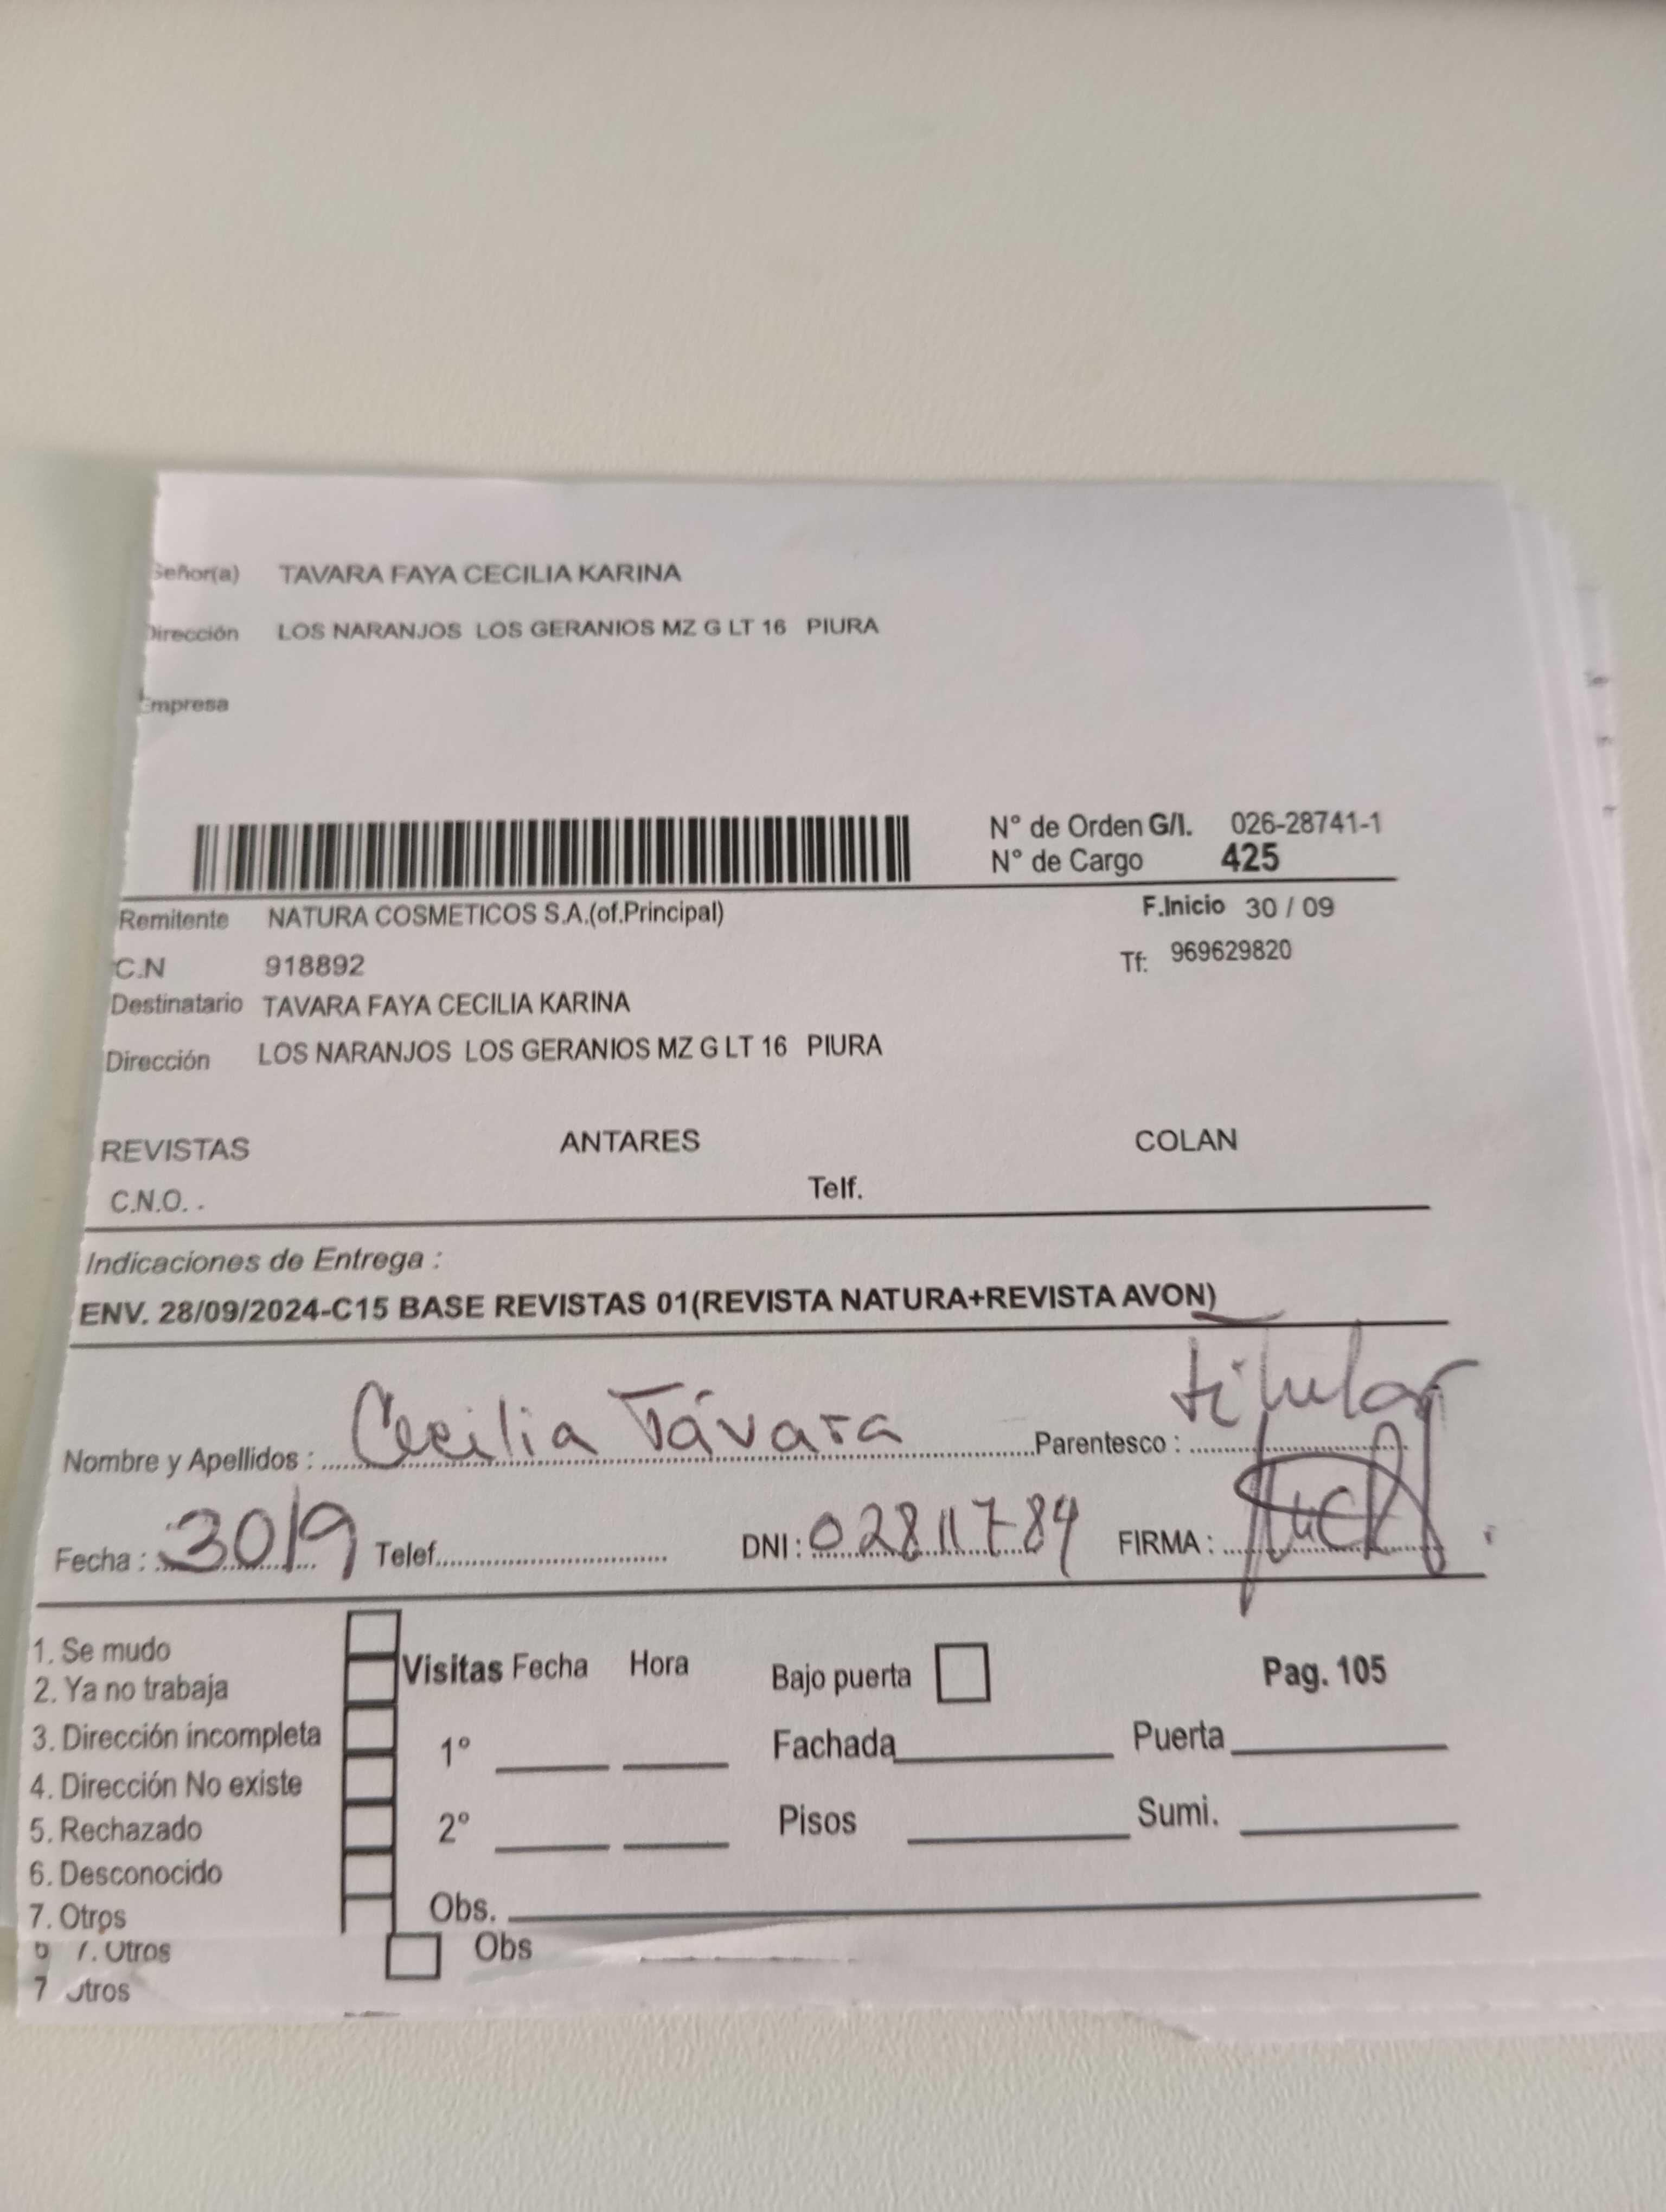 Señor(a) TAVARA FAYA CECILIA KARINA
Dirección LOS NARANJOS LOS GERANIOS MZ G LT 16 PIURA
Empresa
N° de Orden G/I. 026-28741-1
N° de Cargo 425
Remitente NATURA COSMETICOS S.A.(of.Principal) F.Inicio 30 / 09
C.N 918892 Tf: 969629820
Destinatario TAVARA FAYA CECILIA KARINA
Dirección LOS NARANJOS LOS GERANIOS MZ G LT 16 PIURA
REVISTAS ANTARES COLAN
C.N.O. . Telf.
Indicaciones de Entrega :
ENV. 28/09/2024-C15 BASE REVISTAS 01(REVISTA NATURA+REVISTA AVON)
Nombre y Apellidos : Cecilia Távara Parentesco : titular
Fecha : 30/9 Telef. DNI : 02811784 FIRMA :
1. Se mudo
2. Ya no trabaja
3. Dirección incompleta
4. Dirección No existe
5. Rechazado
6. Desconocido
7. Otros
Visitas Fecha Hora Bajo puerta Pag. 105
1° Fachada Puerta
2° Pisos Sumi.
Obs.
7. Otros Obs
7 Otros